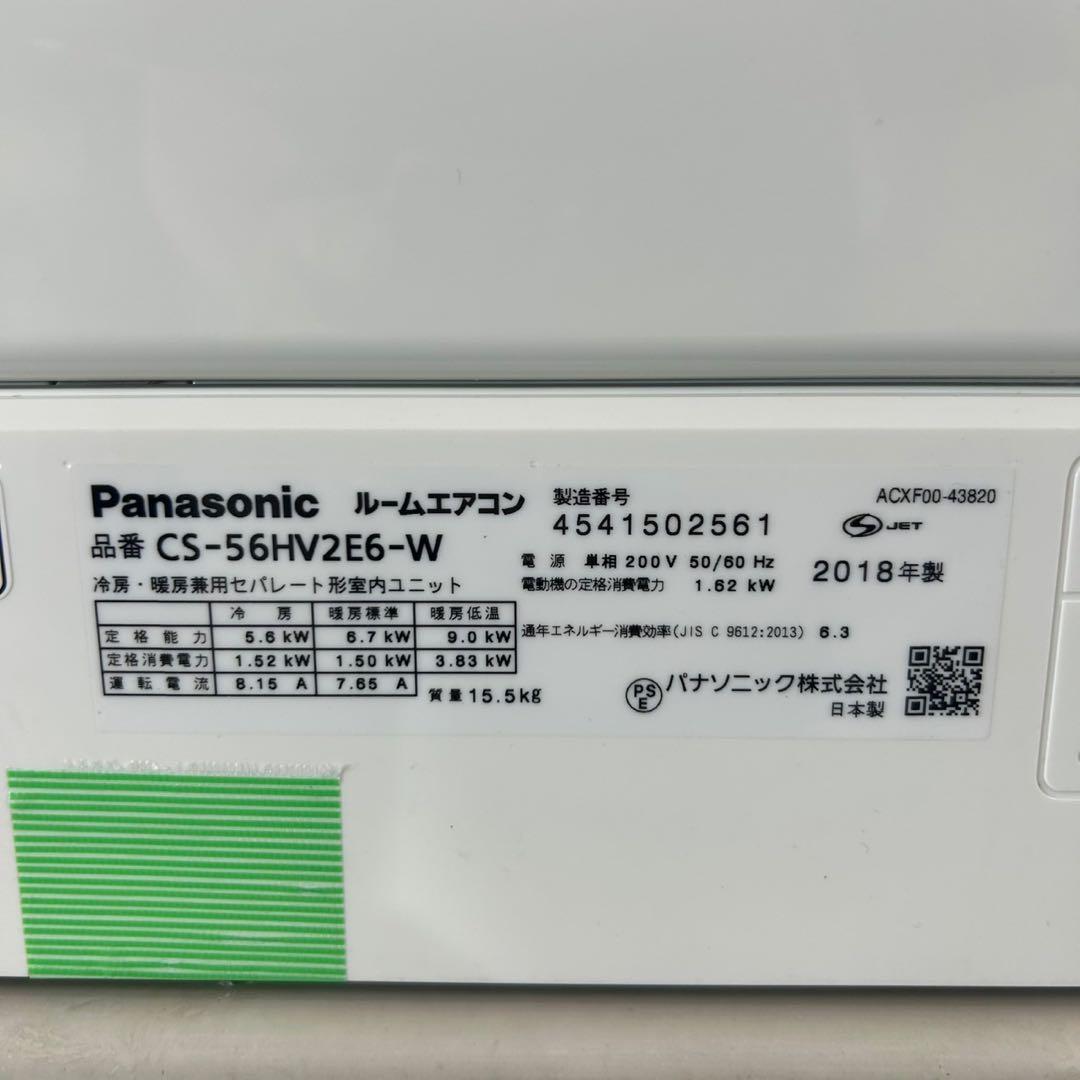 Panasonic ルームエアコン
品番 CS-56HV2E6-W
冷房・暖房兼用セパレート形室内ユニット
冷房 暖房標準 暖房低温
定格能力 5.6 kW 6.7 kW 9.0 kW
定格消費電力 1.52 kW 1.50 kW 3.83 kW
運転電流 8.15 A 7.65 A
質量 15.5kg
製造番号
4541502561
電源 単相 200V 50/60 Hz
電動機の定格消費電力 1.62 kW
通年エネルギー消費効率(JIS C 9612:2013) 6.3
ACXF00-43820
S JET
2018年製
PS
E
パナソニック株式会社
日本製